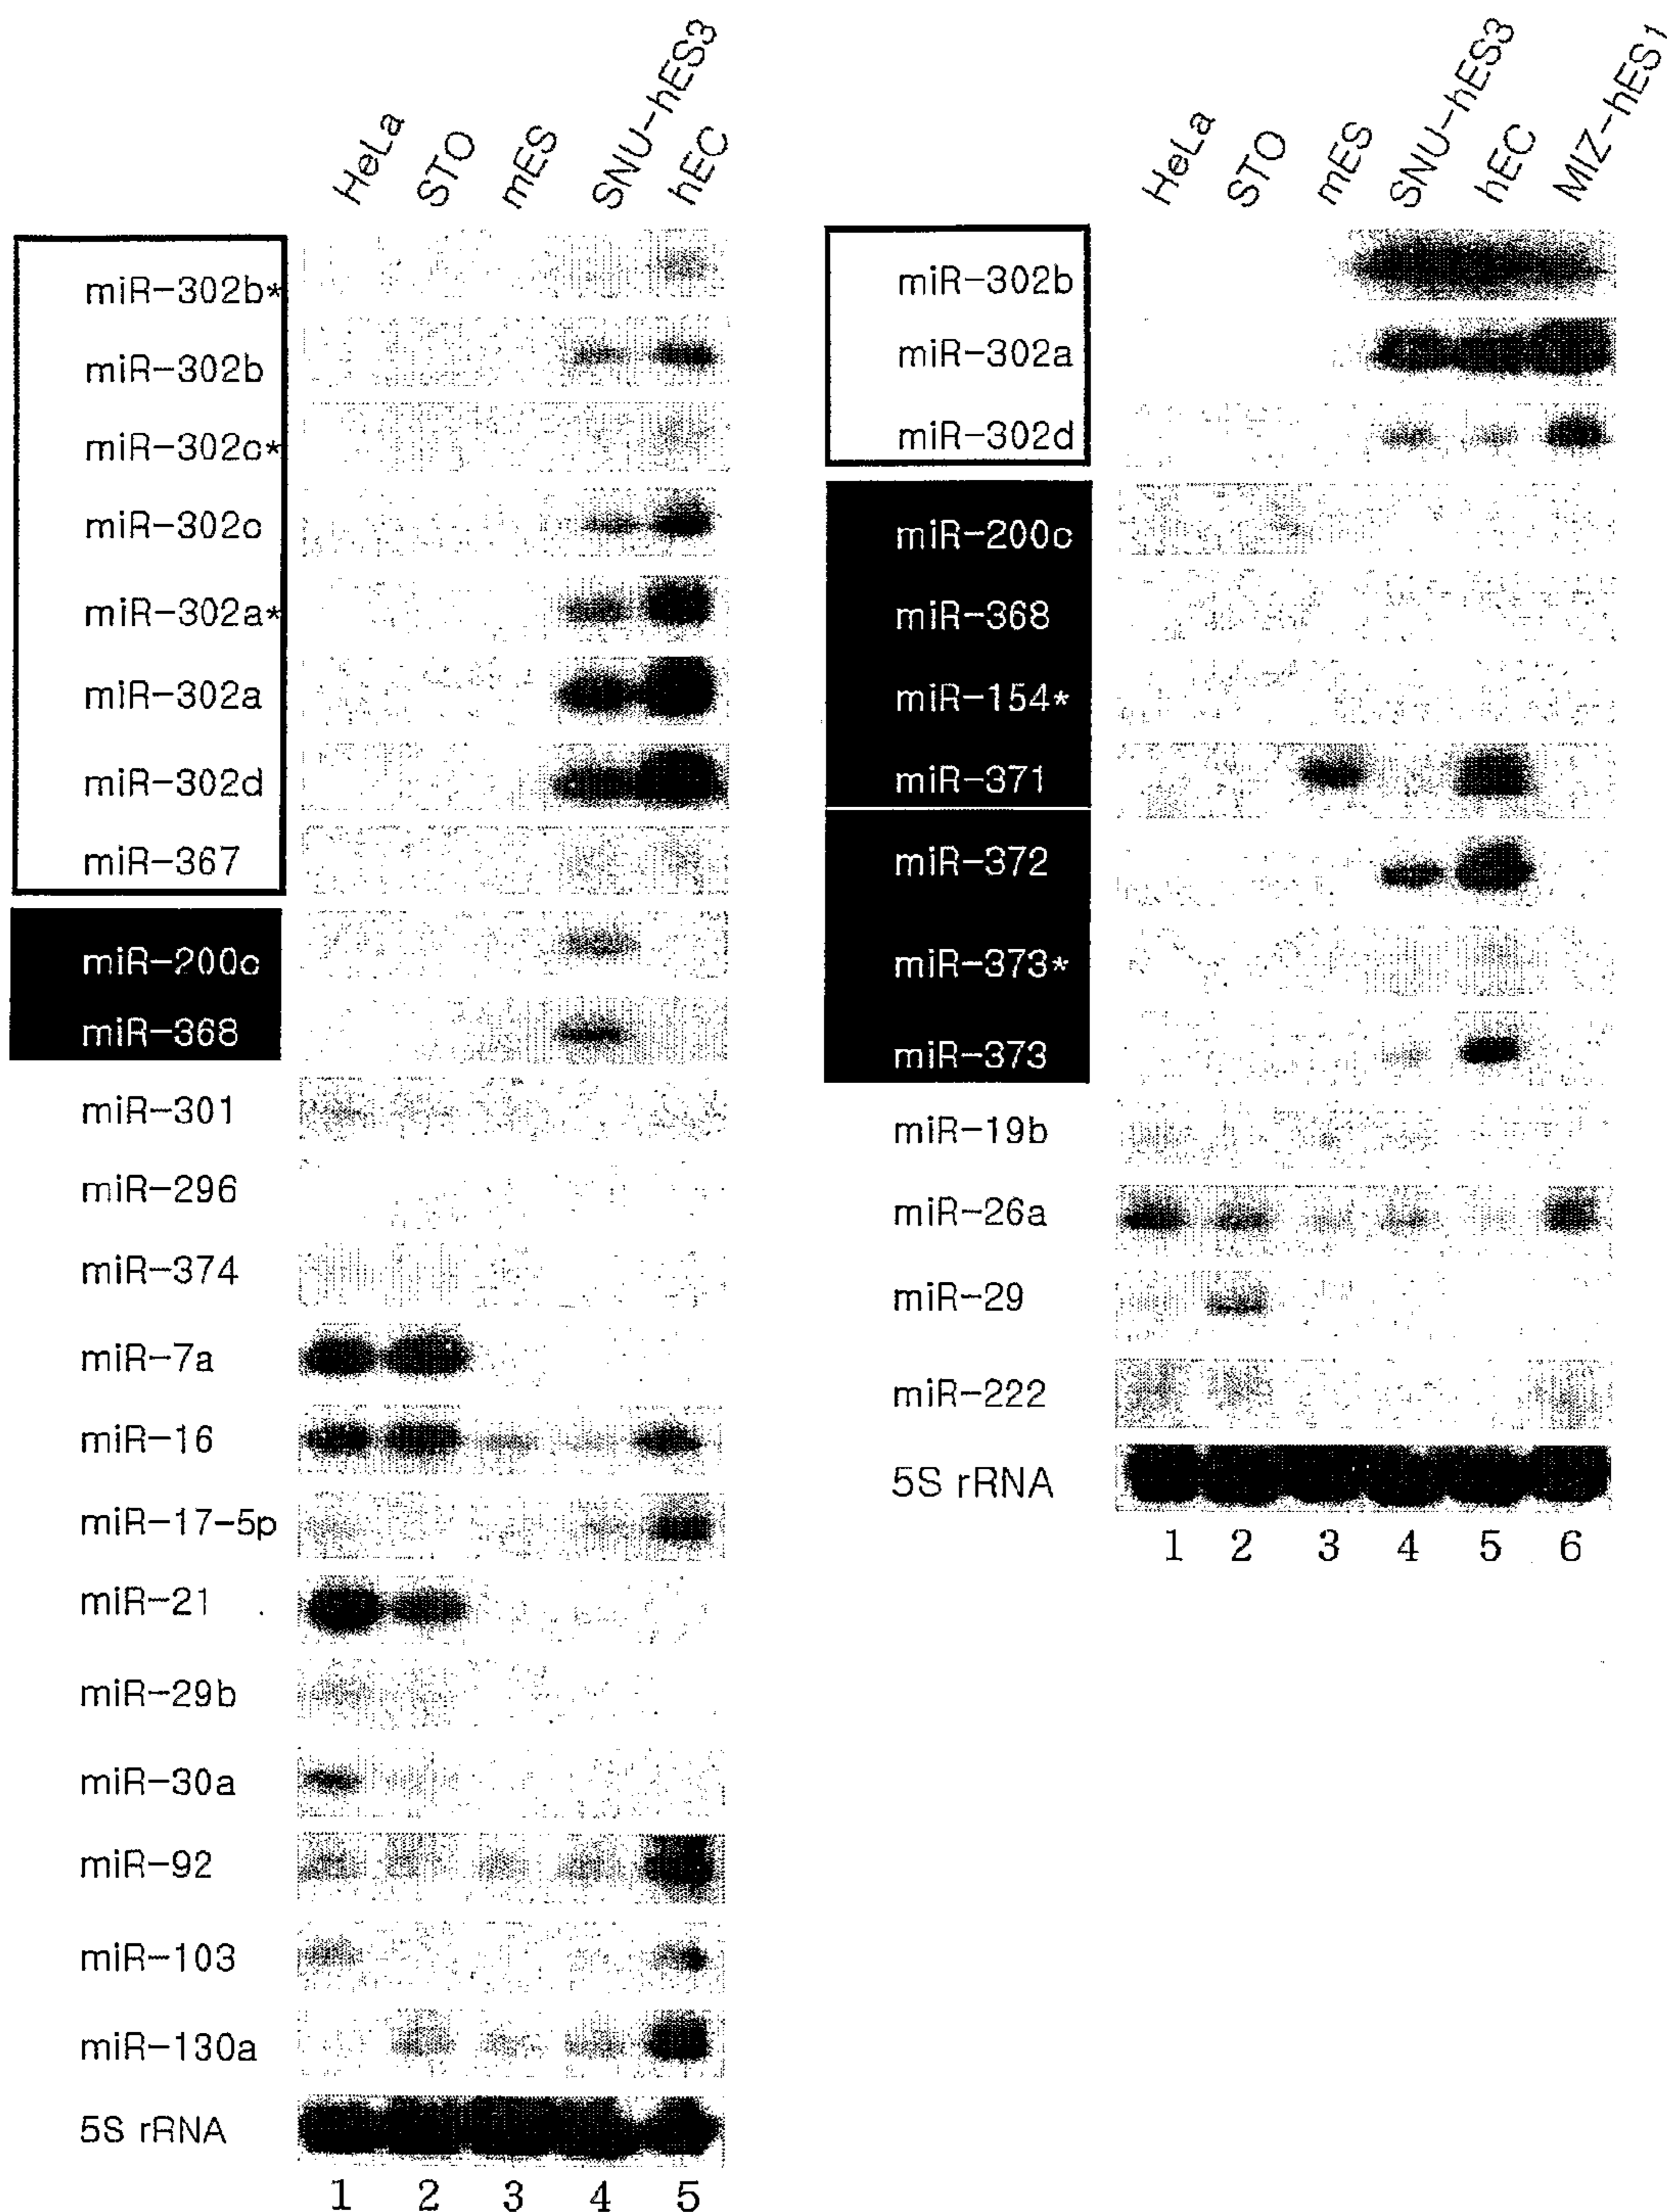 HeLa STO mES SNU-hES3 hEC
miR-302b*
miR-302b
miR-302c*
miR-302c
miR-302a*
miR-302a
miR-302d
miR-367
miR-200c
miR-368
miR-301
miR-296
miR-374
miR-7a
miR-16
miR-17-5p
miR-21
miR-29b
miR-30a
miR-92
miR-103
miR-130a
5S rRNA
1 2 3 4 5
HeLa STO mES SNU-hES3 hEC MIZ-hES1
miR-302b
miR-302a
miR-302d
miR-200c
miR-368
miR-154*
miR-371
miR-372
miR-373*
miR-373
miR-19b
miR-26a
miR-29
miR-222
5S rRNA
1 2 3 4 5 6